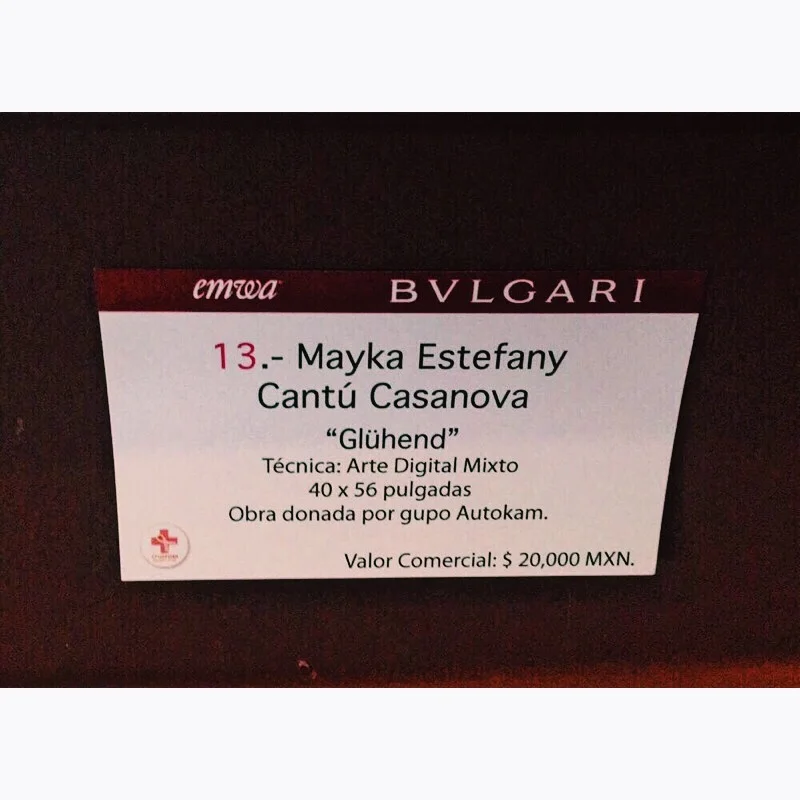 emwa BVLGARI
13.- Mayka Estefany
Cantú Casanova
“Glühend”
Técnica: Arte Digital Mixto
40 x 56 pulgadas
Obra donada por gupo Autokam.
Valor Comercial: $ 20,000 MXN.